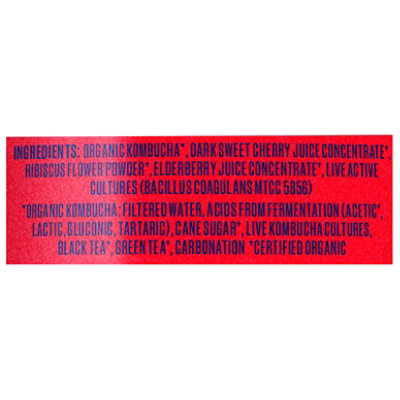 INGREDIENTS: ORGANIC KOMBUCHA*, DARK SWEET CHERRY JUICE CONCENTRATE*,
HIBISCUS FLOWER POWDER*, ELDERBERRY JUICE CONCENTRATE*, LIVE ACTIVE
CULTURES (BACILLUS COAGULANS MTCC 5856)
*ORGANIC KOMBUCHA: FILTERED WATER, ACIDS FROM FERMENTATION (ACETIC*,
LACTIC, GLUCONIC, TARTARIC), CANE SUGAR*, LIVE KOMBUCHA CULTURES,
BLACK TEA*, GREEN TEA*, CARBONATION *CERTIFIED ORGANIC